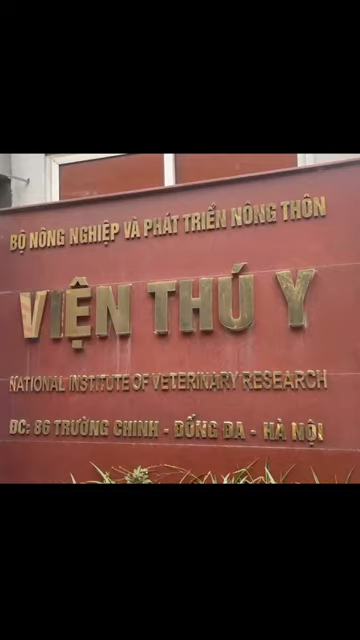 BỘ NÔNG NGHIỆP VÀ PHÁT TRIỂN NÔNG THÔN
VIỆN THÚ Y
NATIONAL INSTITUTE OF VETERINARY RESEARCH
ĐC: 86 TRƯỜNG CHINH - ĐỐNG ĐA - HÀ NỘI